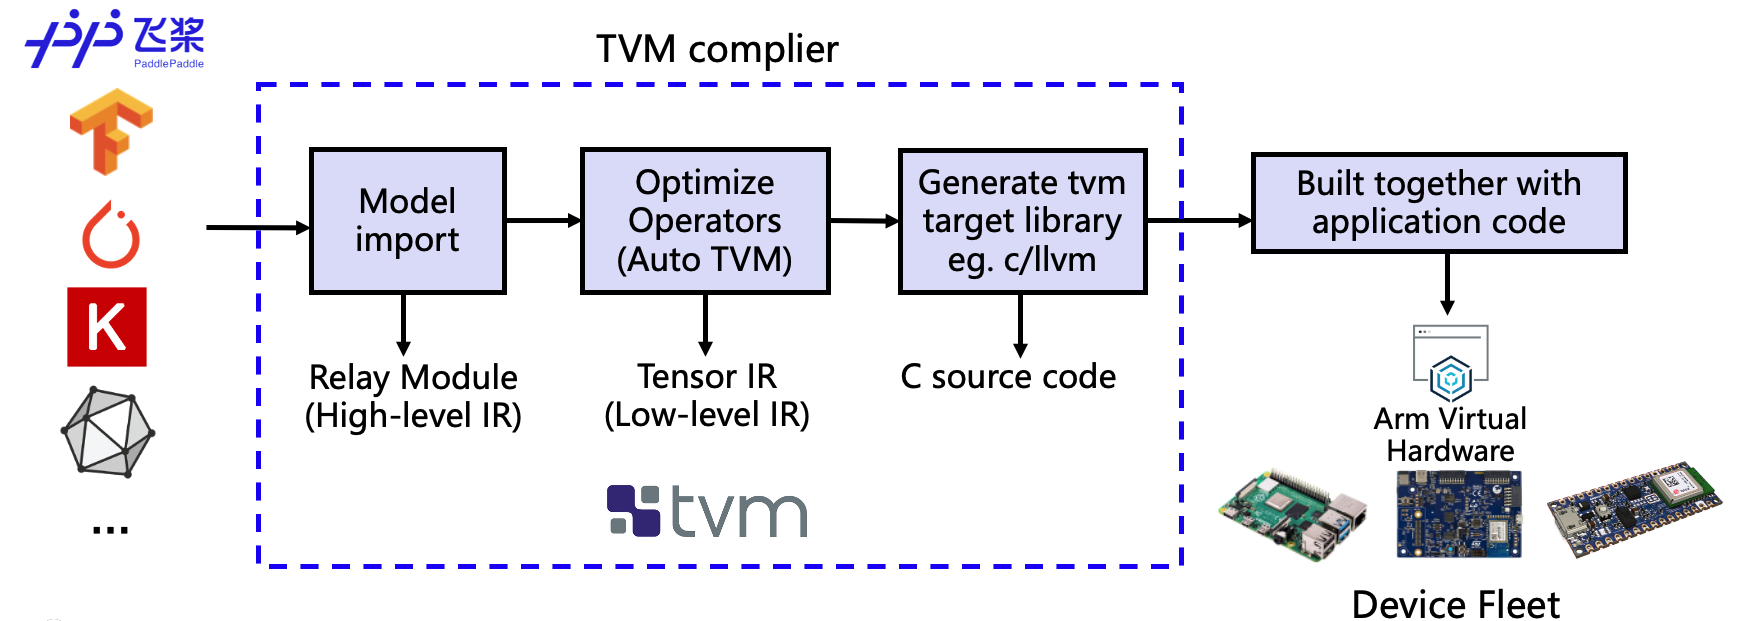 飞桨
PaddlePaddle
TVM complier
Model
import
Optimize
Operators
(Auto TVM)
Generate tvm
target library
eg. c/llvm
Built together with
application code
K
Relay Module
(High-level IR)
Tensor IR
(Low-level IR)
C source code
Arm Virtual
Hardware
...
tvm
Device Fleet